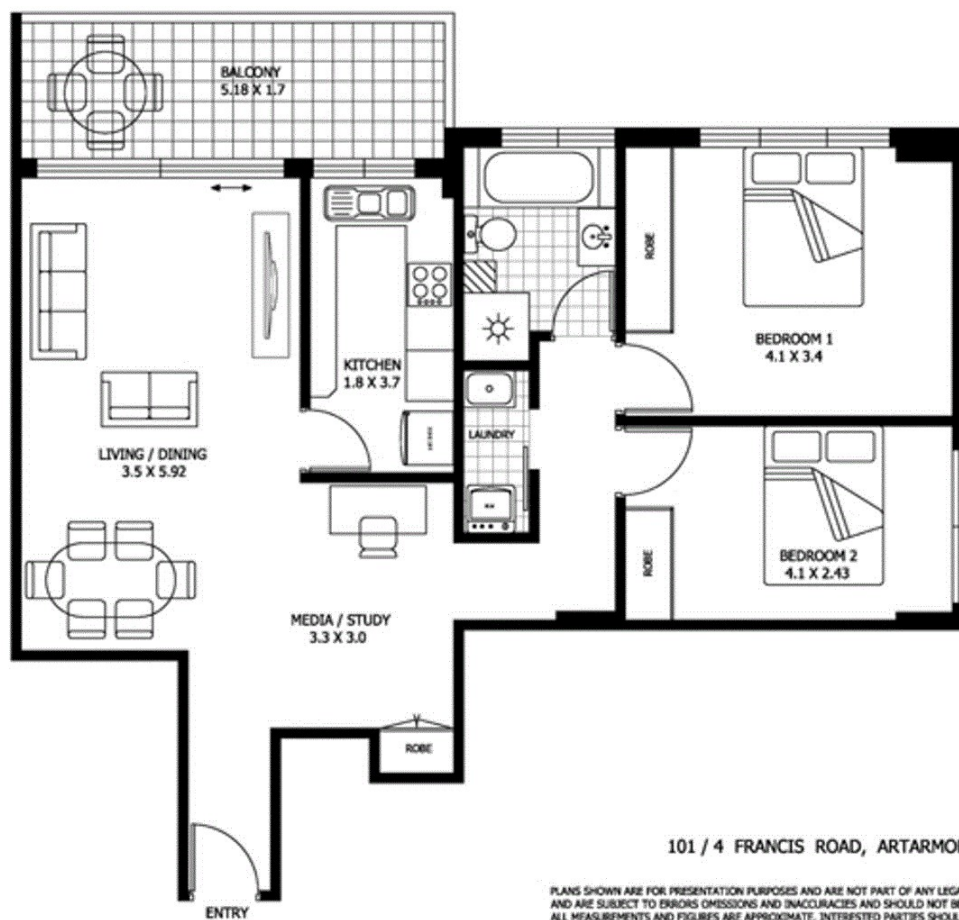 BALCONY
5.18 X 1.7
ROBE
BEDROOM 1
4.1 X 3.4
KITCHEN
1.8 X 3.7
LAUNDRY
LIVING / DINING
3.5 X 5.92
BEDROOM 2
4.1 X 2.43
ROBE
MEDIA / STUDY
3.3 X 3.0
ROBE
ENTRY
101 / 4 FRANCIS ROAD, ARTARMO
PLANS SHOWN ARE FOR PRESENTATION PURPOSES AND ARE NOT PART OF ANY LEGA
AND ARE SUBJECT TO ERRORS OMISSIONS AND INACCURACIES AND SHOULD NOT BE
ALL MEASUREMENTS AND FIGURES ARE APPROXIMATE. INTERESTED PARTIES SHOUL